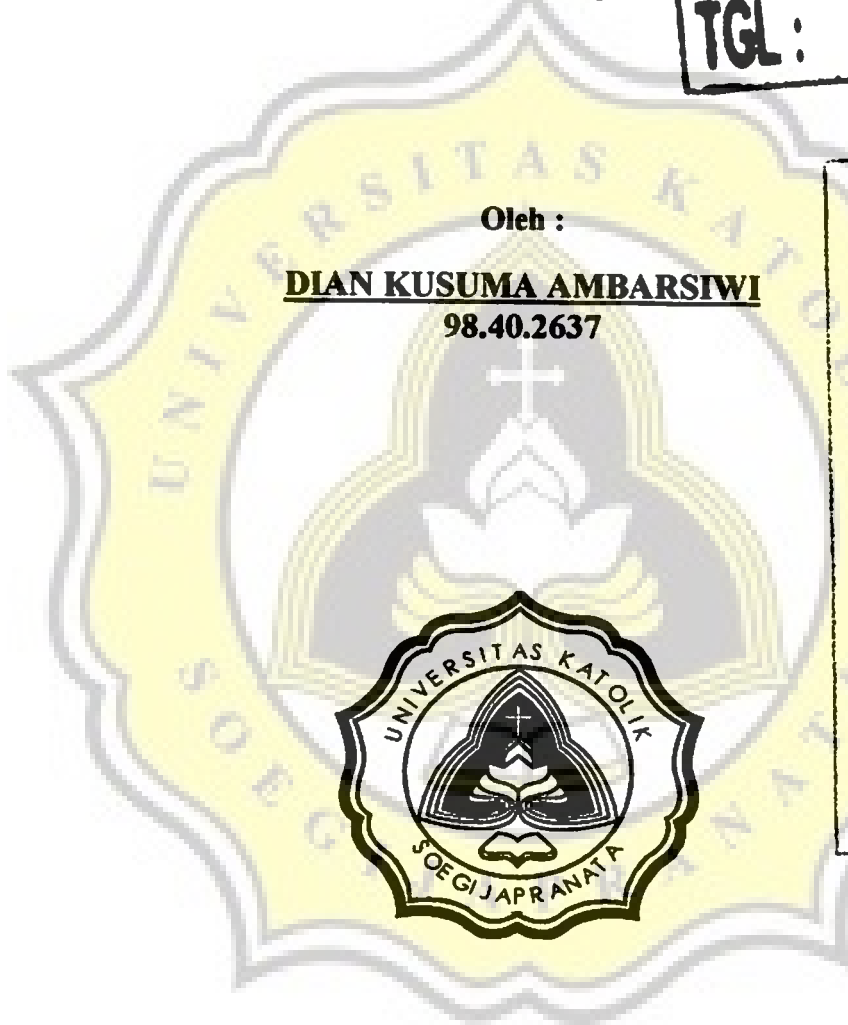 TGL :
Oleh :
DIAN KUSUMA AMBARSIWI
98.40.2637
UNIVERSITAS KATOLIK
SOEGIJAPRANATA